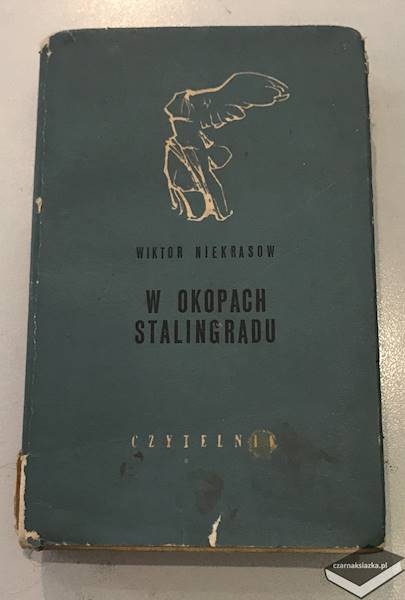 WIKTOR NIEKRASOW
W OKOPACH
STALINGRADU
CZYTELNIK
czarnaksiazka.pl